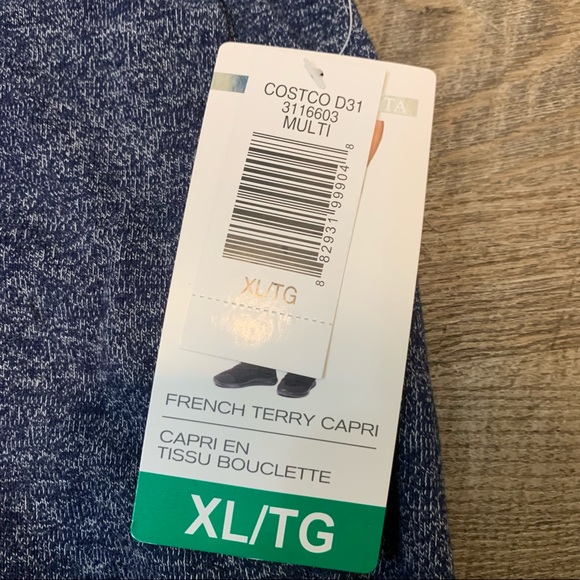 COSTCO D31
3116603
MULTI
8 82931 99904 8
XL/TG
TA
FRENCH TERRY CAPRI
CAPRI EN
TISSU BOUCLETTE
XL/TG